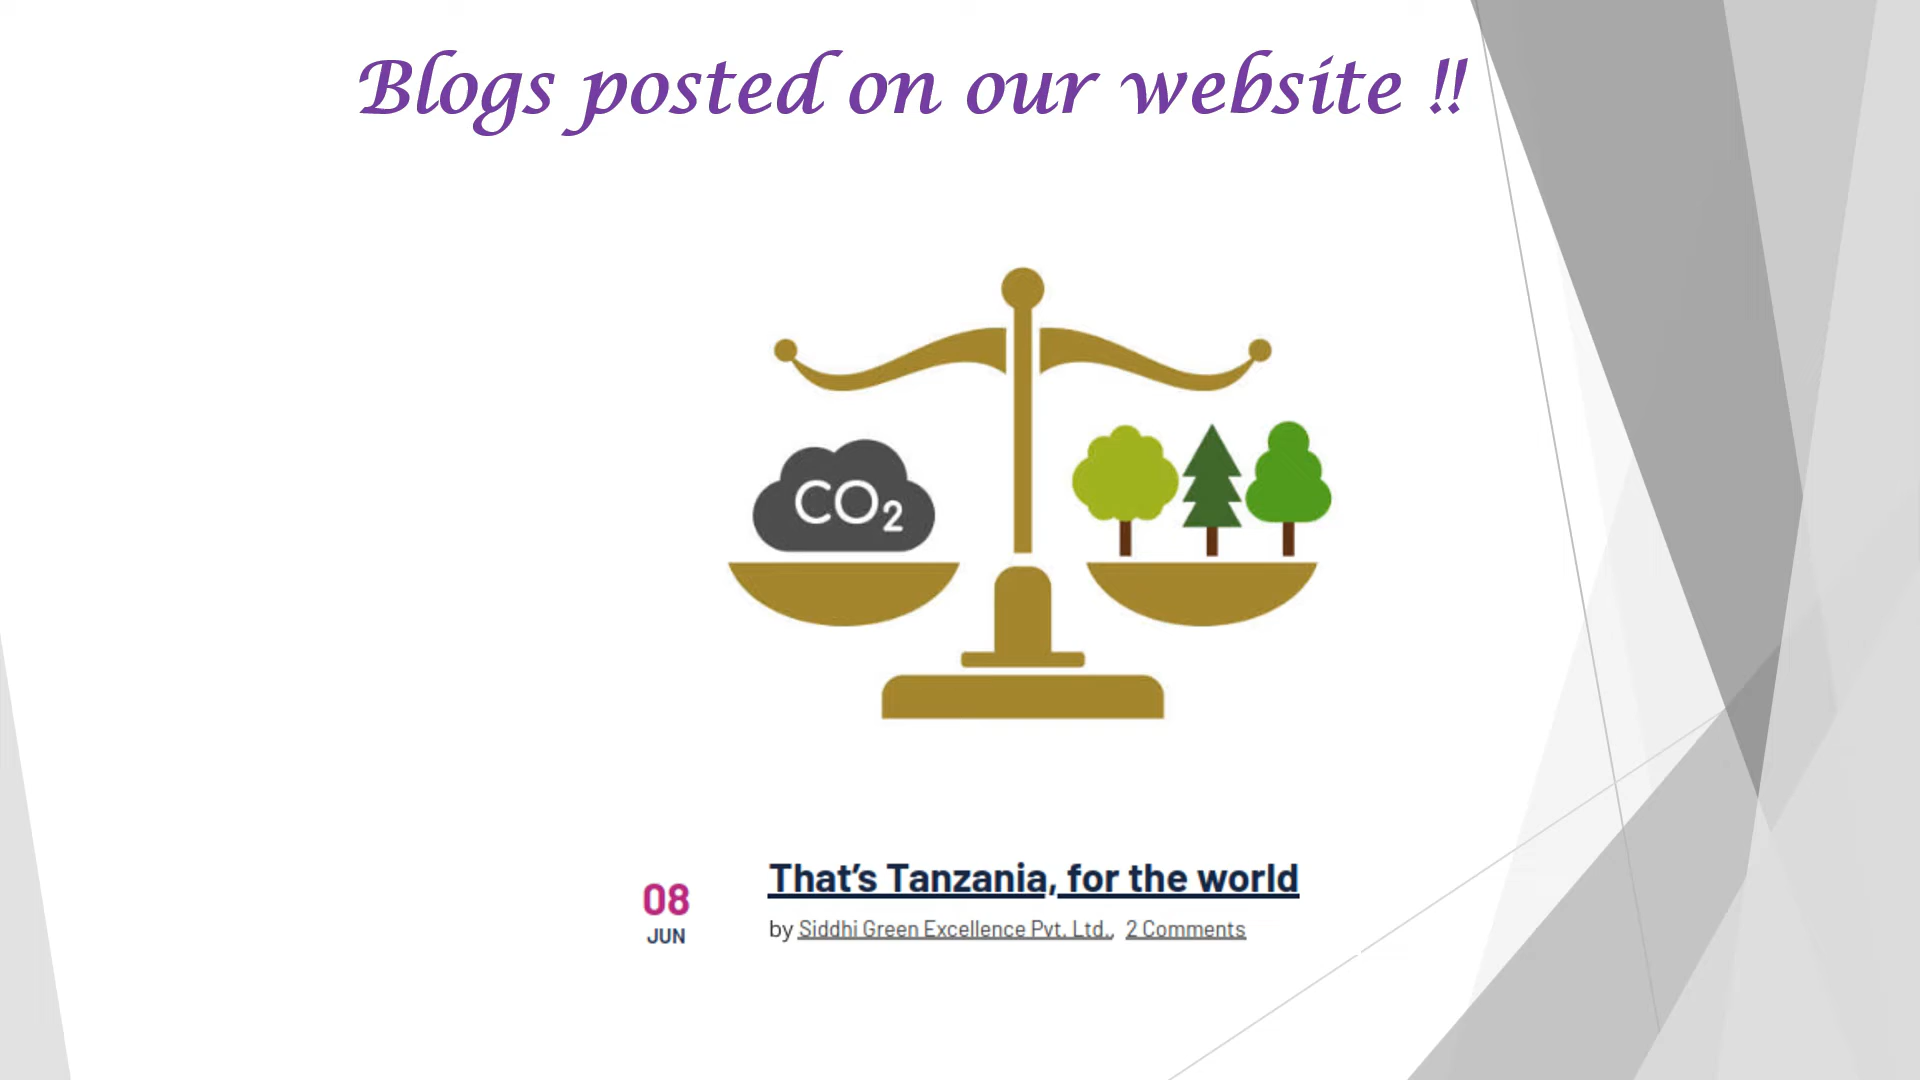 Blogs posted on our website !!
CO₂
That's Tanzania, for the world
08
JUN
by Siddhi Green Excellence Pvt. Ltd., 2 Comments